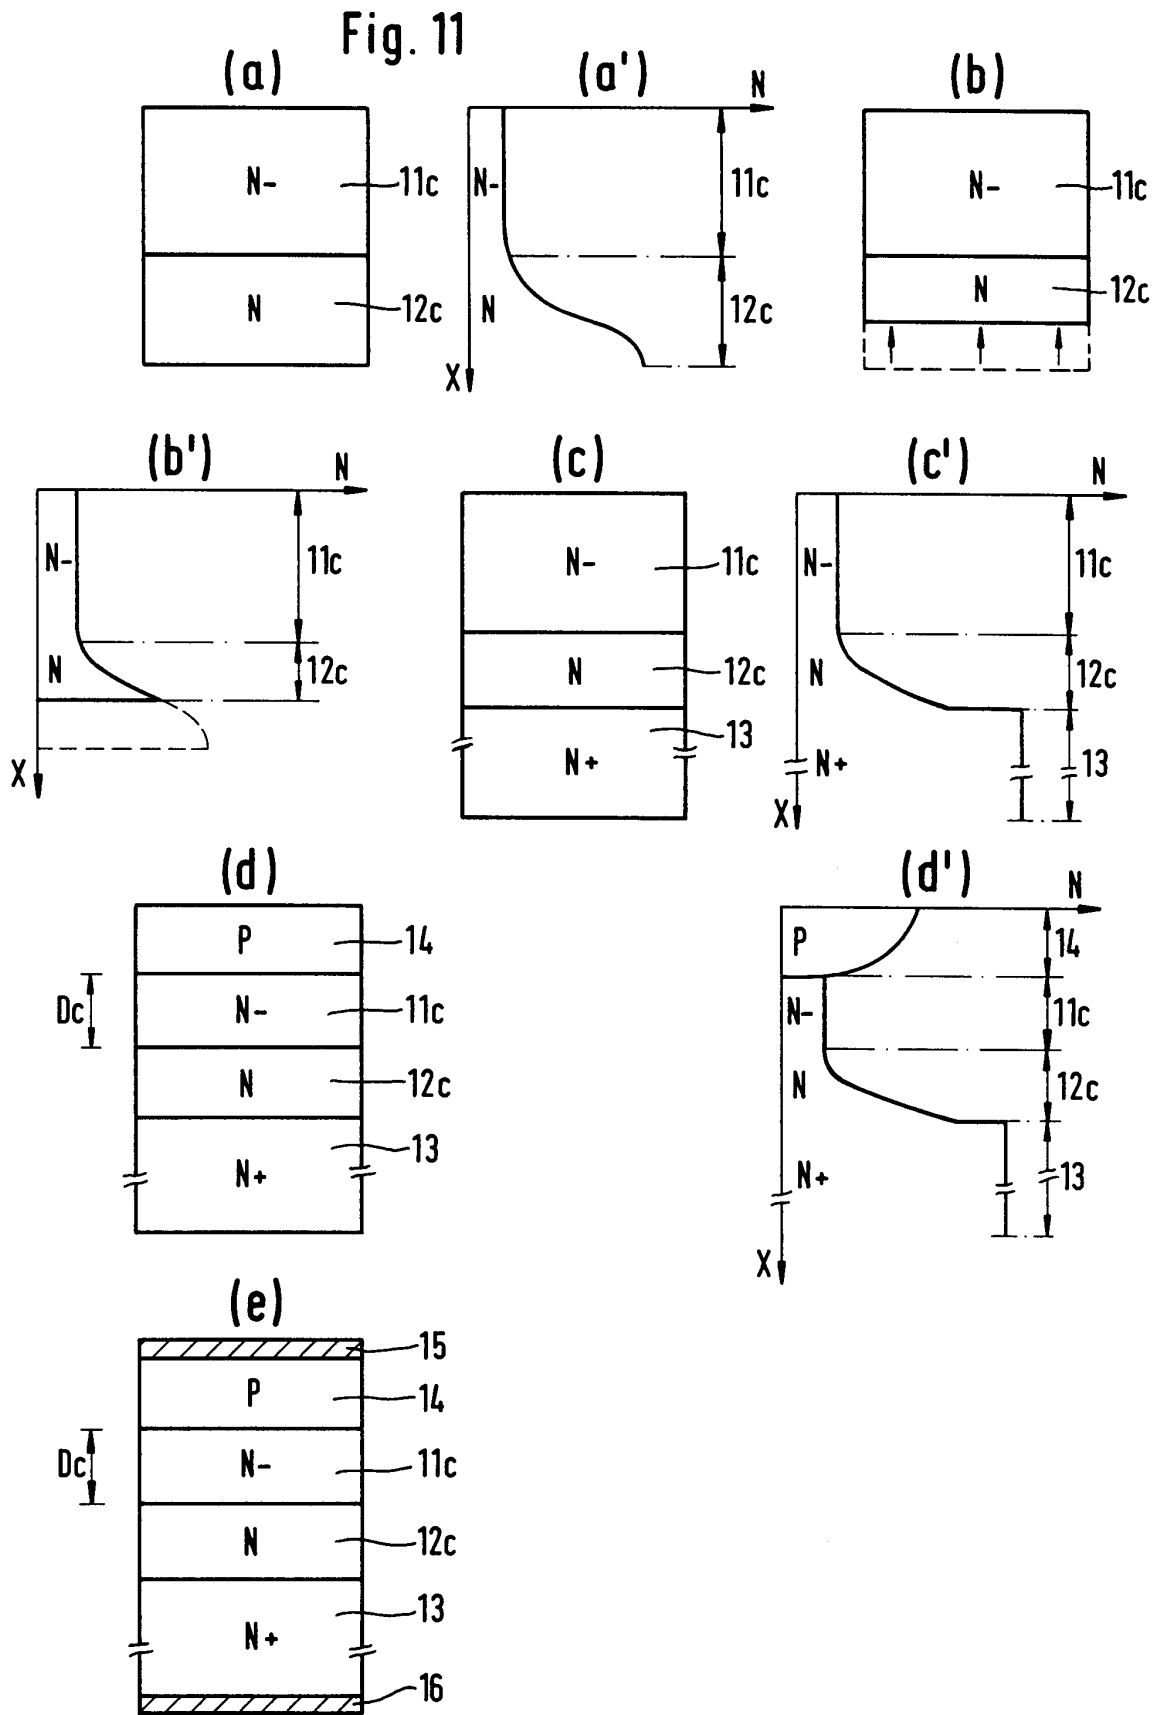 Fig. 11
(a)
N-
11c
N
12c
(a')
N
N-
11c
N
12c
X
(b)
N-
11c
N
12c
(b')
N
N-
11c
N
12c
X
(c)
N-
11c
N
12c
13
N+
(c')
N
N-
11c
N
12c
N+
13
X
(d)
P
14
Dc
N-
11c
N
12c
13
N+
(d')
N
P
14
N-
11c
N
12c
N+
13
X
(e)
15
P
14
Dc
N-
11c
N
12c
13
N+
16